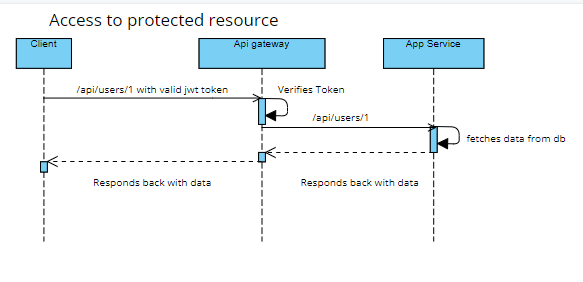 Access to protected resource
Client
Api gateway
App Service
/api/users/1 with valid jwt token
Verifies Token
/api/users/1
fetches data from db
Responds back with data
Responds back with data